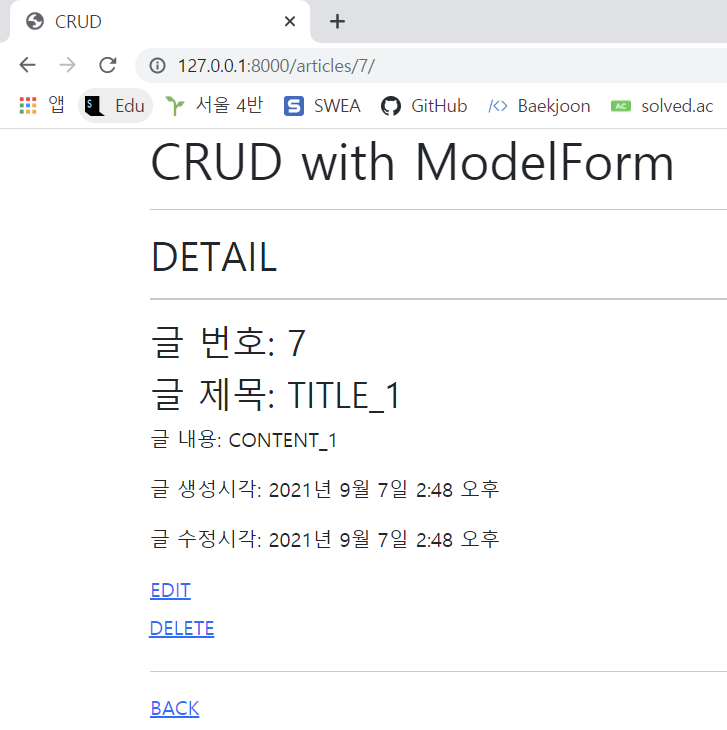 CRUD
127.0.0.1:8000/articles/7/
앱 Edu 서울 4반 SWEA GitHub Baekjoon solved.ac
CRUD with ModelForm
DETAIL
글 번호: 7
글 제목: TITLE_1
글 내용: CONTENT_1
글 생성시각: 2021년 9월 7일 2:48 오후
글 수정시각: 2021년 9월 7일 2:48 오후
EDIT
DELETE
BACK